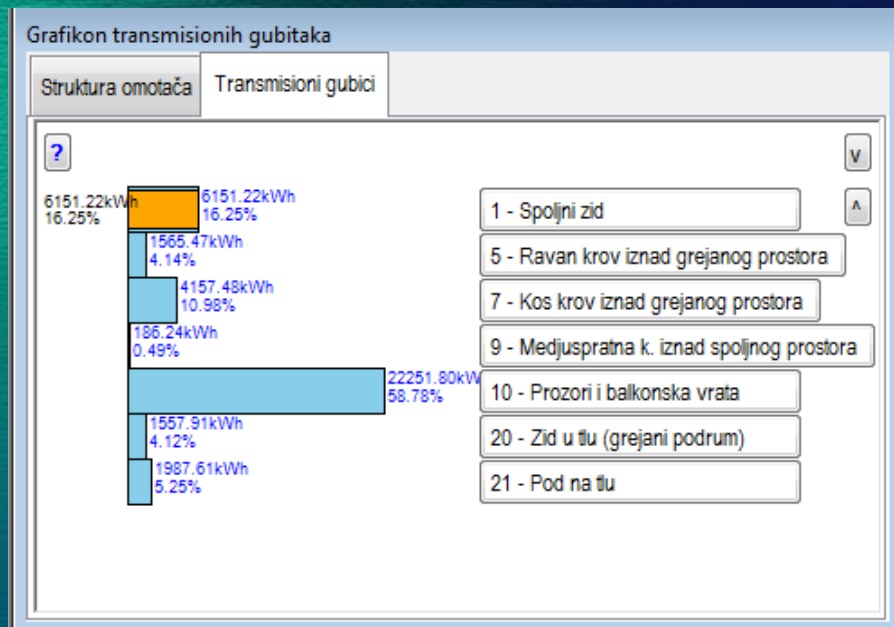 Grafikon transmisionih gubitaka
Struktura omotača
Transmisioni gubici
?
v
^
6151.22kWh
16.25%
6151.22kWh
16.25%
1 - Spoljni zid
1565.47kWh
4.14%
5 - Ravan krov iznad grejanog prostora
4157.48kWh
10.98%
7 - Kos krov iznad grejanog prostora
186.24kWh
0.49%
9 - Medjuspratna k. iznad spoljnog prostora
22251.80kW
58.78%
10 - Prozori i balkonska vrata
1557.91kWh
4.12%
20 - Zid u tlu (grejani podrum)
1987.61kWh
5.25%
21 - Pod na tlu